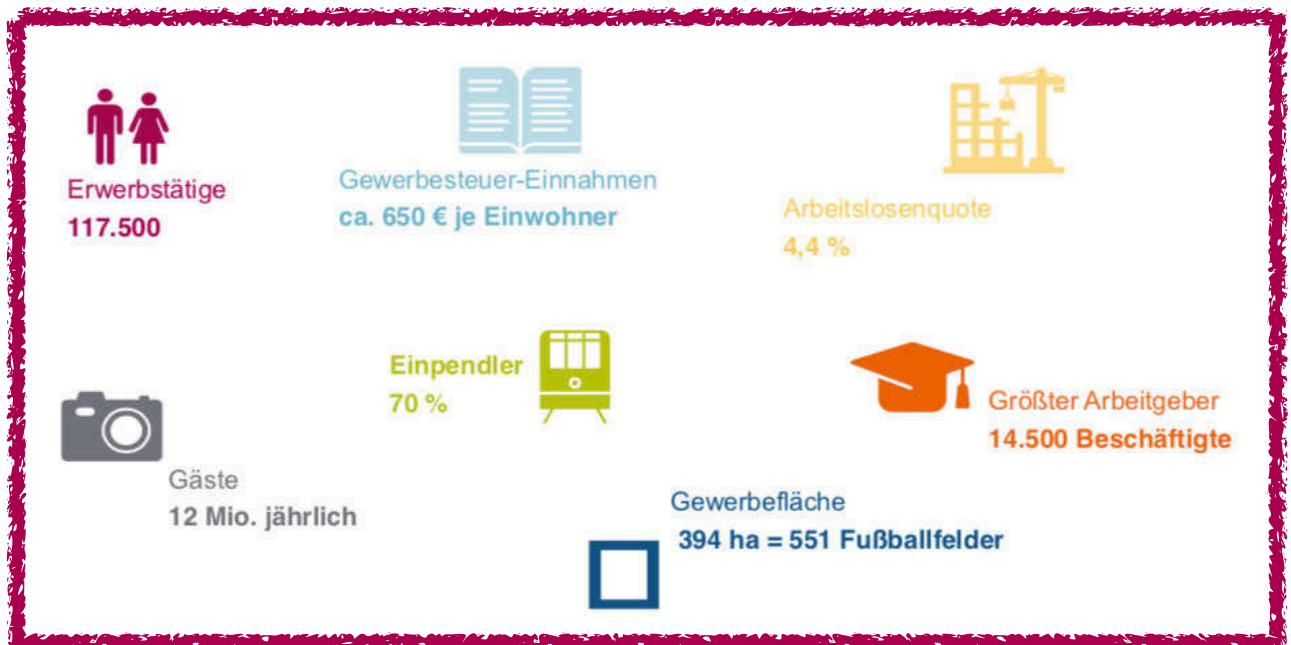 Erwerbstätige
117.500
Gewerbesteuer-Einnahmen
ca. 650 € je Einwohner
Arbeitslosenquote
4,4 %
Einpendler
70 %
Größter Arbeitgeber
14.500 Beschäftigte
Gäste
12 Mio. jährlich
Gewerbefläche
394 ha = 551 Fußballfelder